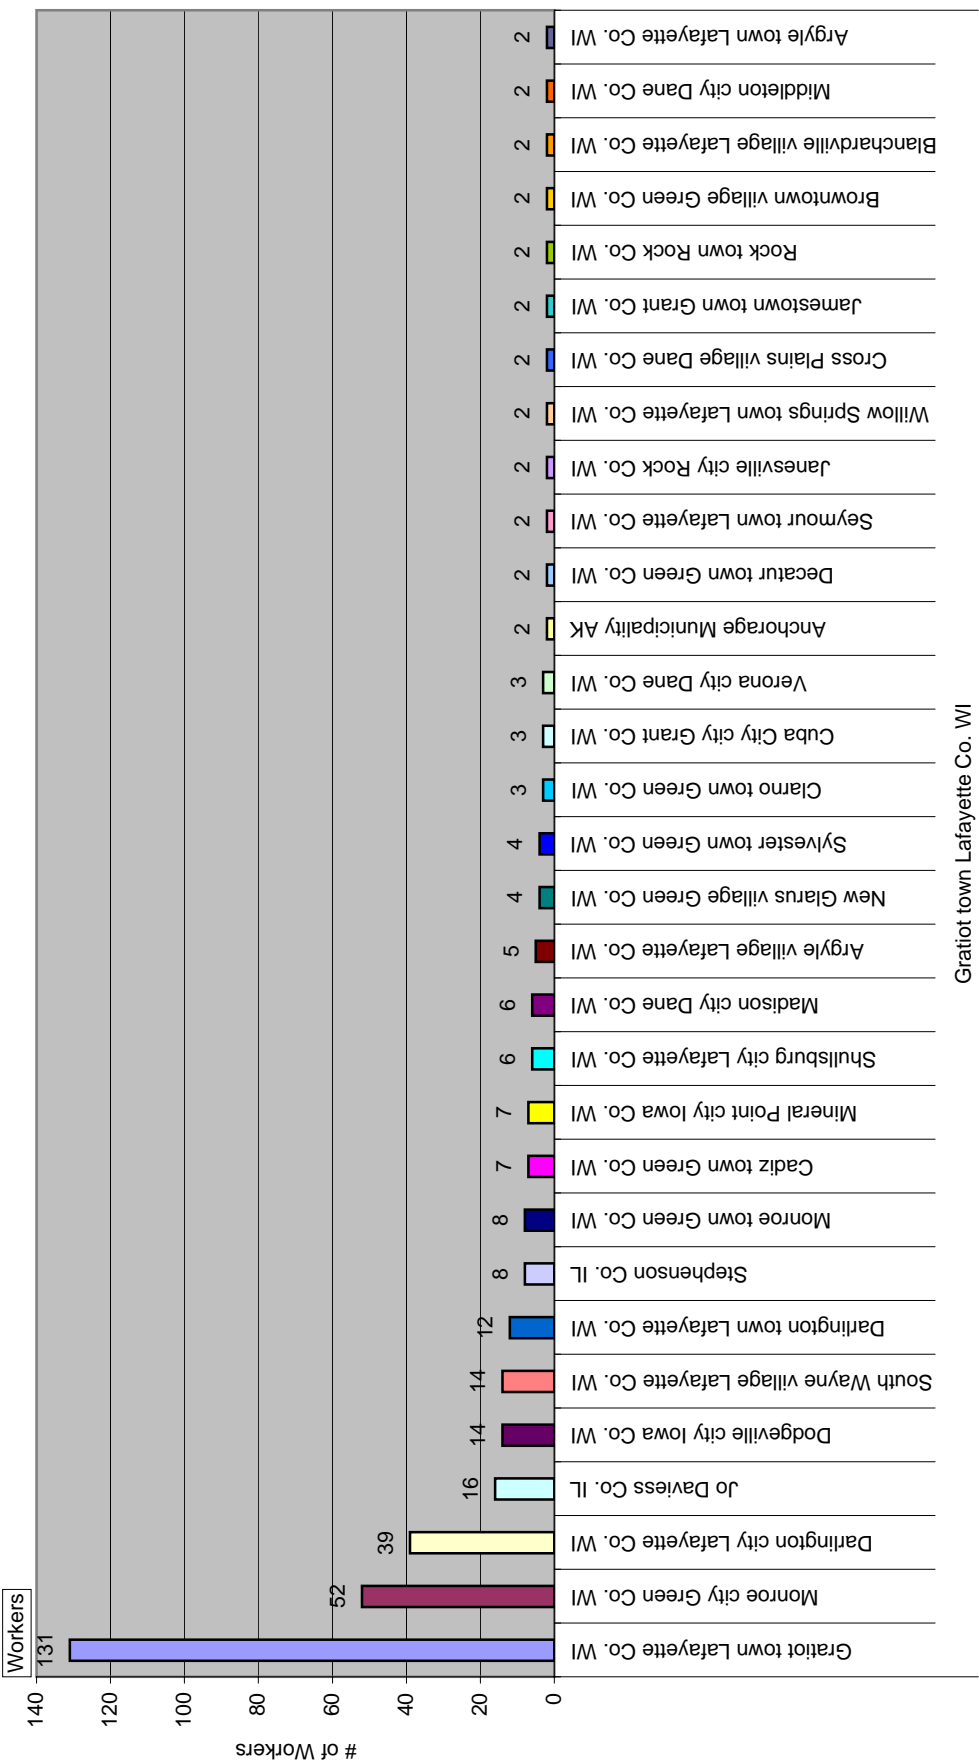 Workers
# of Workers
140
120
100
80
60
40
20
0
131
52
39
16
14
14
12
8
8
7
7
6
6
5
4
4
3
3
3
2
2
2
2
2
2
2
2
2
2
2
2
Gratiot town Lafayette Co. WI
Monroe city Green Co. WI
Darlington city Lafayette Co. WI
Jo Daviess Co. IL
Dodgeville city Iowa Co. WI
South Wayne village Lafayette Co. WI
Darlington town Lafayette Co. WI
Stephenson Co. IL
Monroe town Green Co. WI
Cadiz town Green Co. WI
Mineral Point city Iowa Co. WI
Shullsburg city Lafayette Co. WI
Madison city Dane Co. WI
Argyle village Lafayette Co. WI
New Glarus village Green Co. WI
Sylvester town Green Co. WI
Clarno town Green Co. WI
Cuba City city Grant Co. WI
Verona city Dane Co. WI
Anchorage Municipality AK
Decatur town Green Co. WI
Seymour town Lafayette Co. WI
Janesville city Rock Co. WI
Willow Springs town Lafayette Co. WI
Cross Plains village Dane Co. WI
Jamestown town Grant Co. WI
Rock town Rock Co. WI
Browntown village Green Co. WI
Blanchardville village Lafayette Co. WI
Middleton city Dane Co. WI
Argyle town Lafayette Co. WI
Gratiot town Lafayette Co. WI